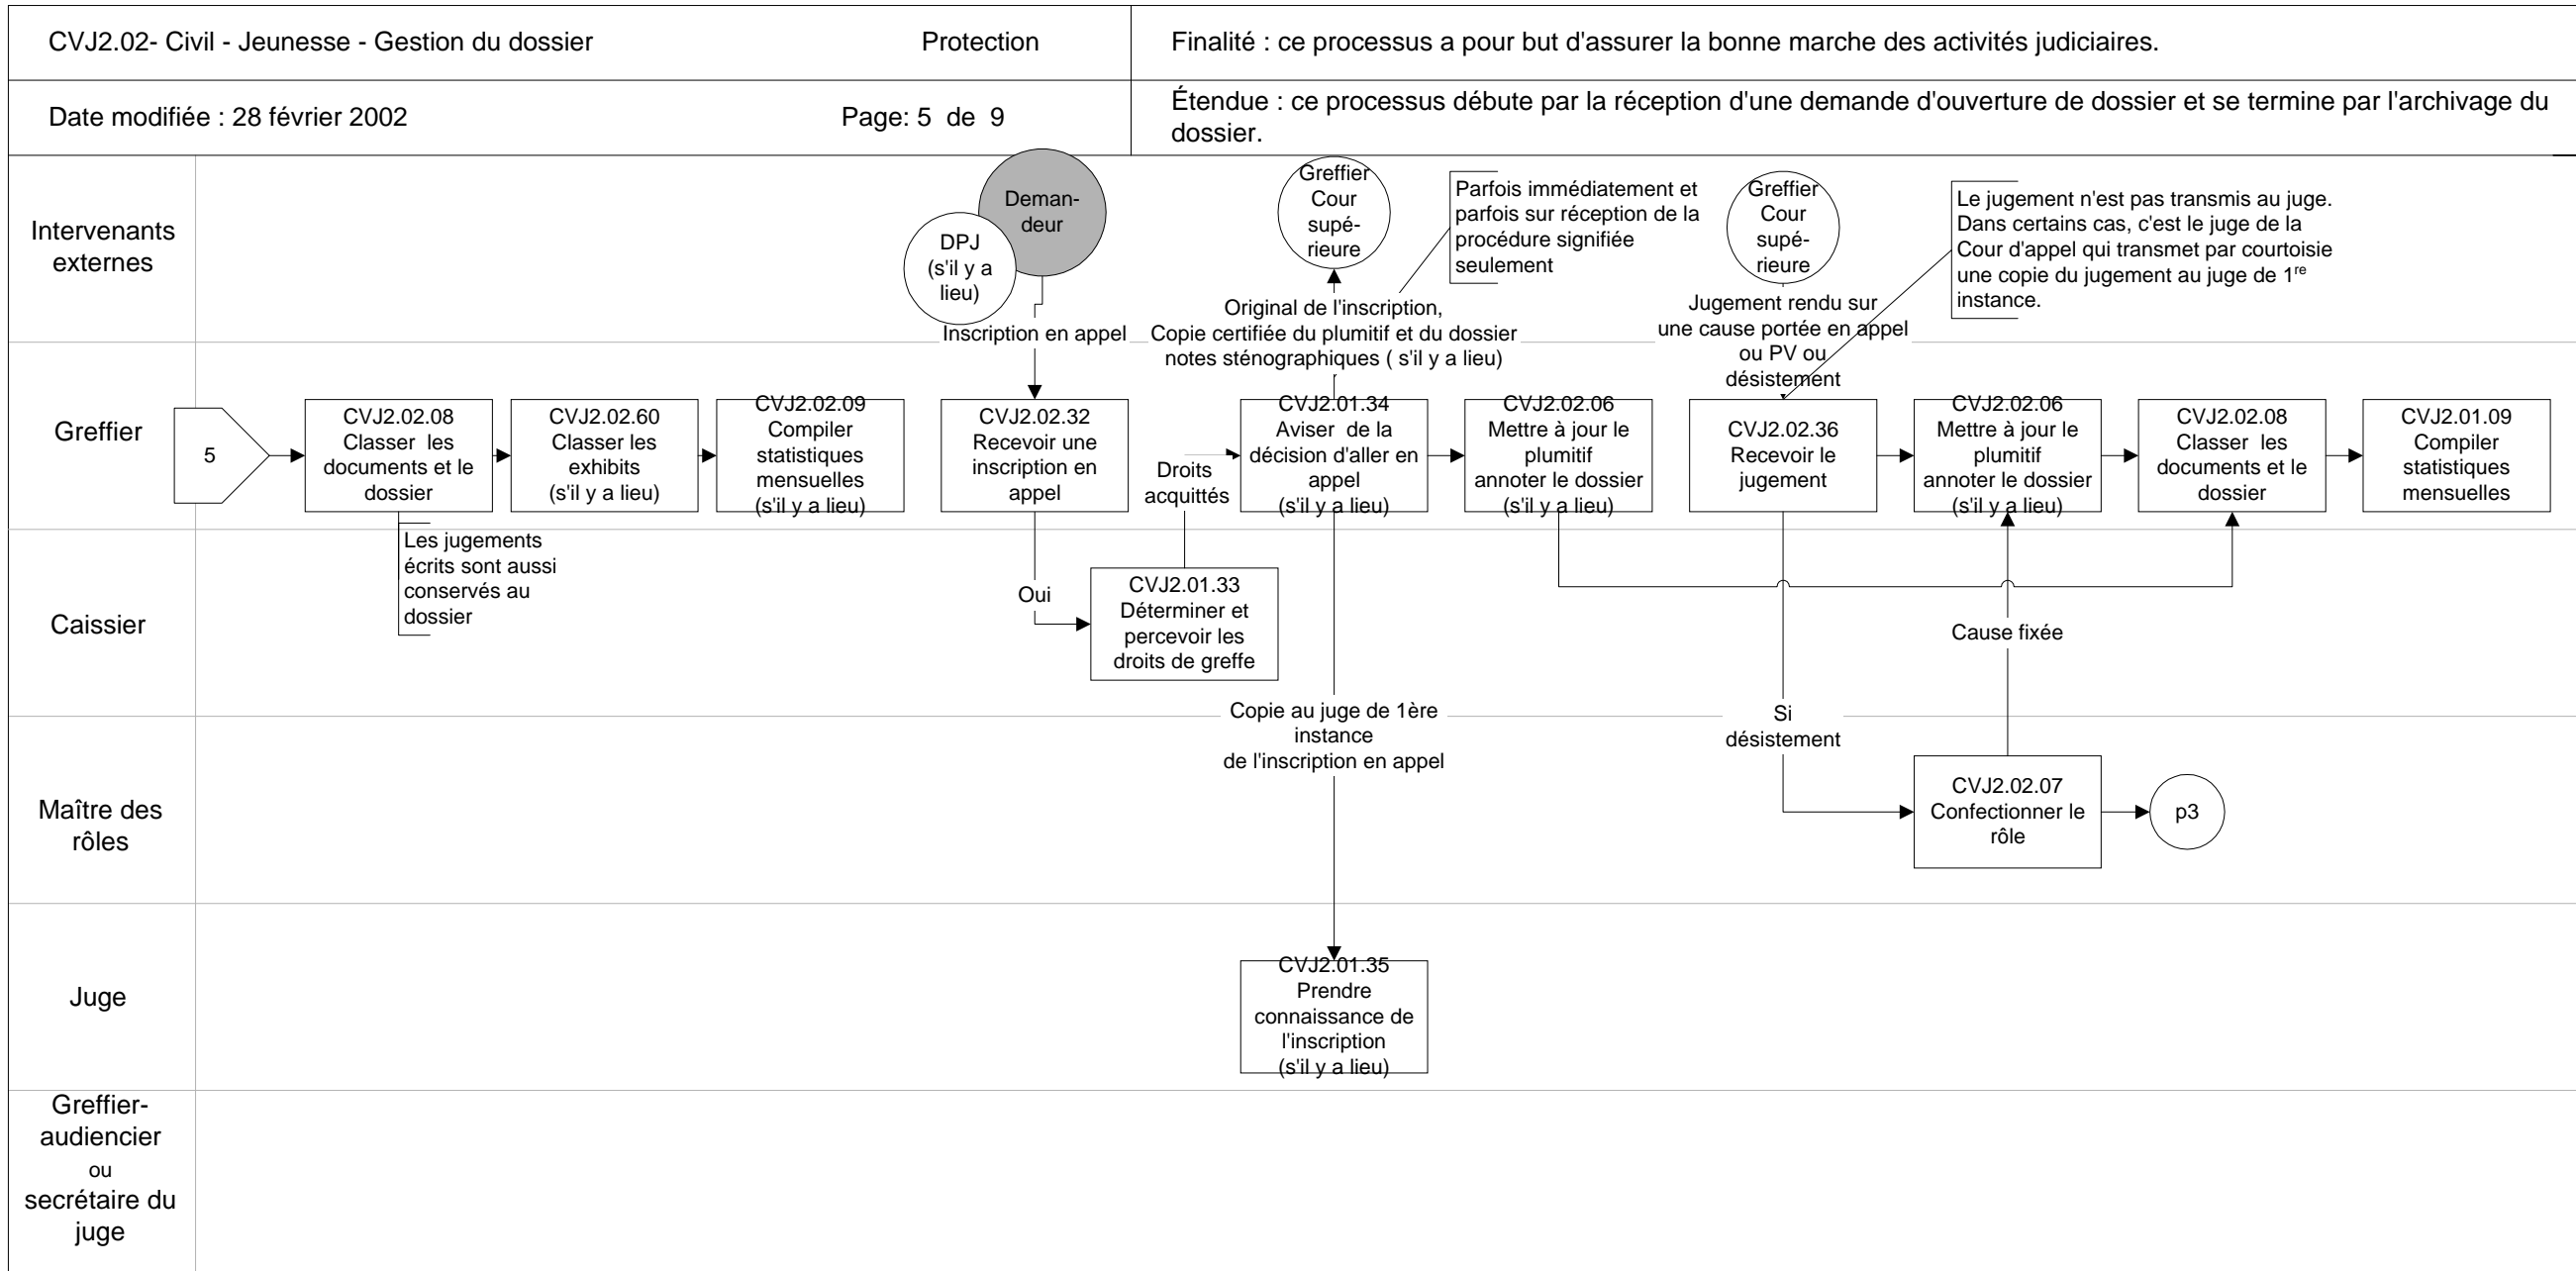 CVJ2.02- Civil - Jeunesse - Gestion du dossier
Protection
Finalité : ce processus a pour but d'assurer la bonne marche des activités judiciaires.
Date modifiée : 28 février 2002
Page: 5 de 9
Étendue : ce processus débute par la réception d'une demande d'ouverture de dossier et se termine par l'archivage du
dossier.
Intervenants
externes
Deman-
deur
DPJ
(s'il y a
lieu)
Inscription en appel
Greffier
Cour
supé-
rieure
Original de l'inscription,
Copie certifiée du plumitif et du dossier
notes sténographiques ( s'il y a lieu)
Parfois immédiatement et
parfois sur réception de la
procédure signifiée
seulement
Greffier
Cour
supé-
rieure
Jugement rendu sur
une cause portée en appel
ou PV ou
désistement
Le jugement n'est pas transmis au juge.
Dans certains cas, c'est le juge de la
Cour d'appel qui transmet par courtoisie
une copie du jugement au juge de 1re
instance.
Greffier
5
CVJ2.02.08
Classer les
documents et le
dossier
CVJ2.02.60
Classer les
exhibits
(s'il y a lieu)
CVJ2.02.09
Compiler
statistiques
mensuelles
(s'il y a lieu)
CVJ2.02.32
Recevoir une
inscription en
appel
Droits
acquittés
CVJ2.01.34
Aviser de la
décision d'aller en
appel
(s'il y a lieu)
CVJ2.02.06
Mettre à jour le
plumitif
annoter le dossier
(s'il y a lieu)
CVJ2.02.36
Recevoir le
jugement
CVJ2.02.06
Mettre à jour le
plumitif
annoter le dossier
(s'il y a lieu)
CVJ2.02.08
Classer les
documents et le
dossier
CVJ2.01.09
Compiler
statistiques
mensuelles
Les jugements
écrits sont aussi
conservés au
dossier
Caissier
Oui
CVJ2.01.33
Déterminer et
percevoir les
droits de greffe
Cause fixée
Copie au juge de 1ère
instance
de l'inscription en appel
Si
désistement
Maître des
rôles
CVJ2.02.07
Confectionner le
rôle
p3
Juge
CVJ2.01.35
Prendre
connaissance de
l'inscription
(s'il y a lieu)
Greffier-
audiencier
ou
secrétaire du
juge